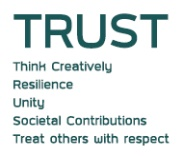 TRUST
Think Creatively
Resilience
Unity
Societal Contributions
Treat others with respect